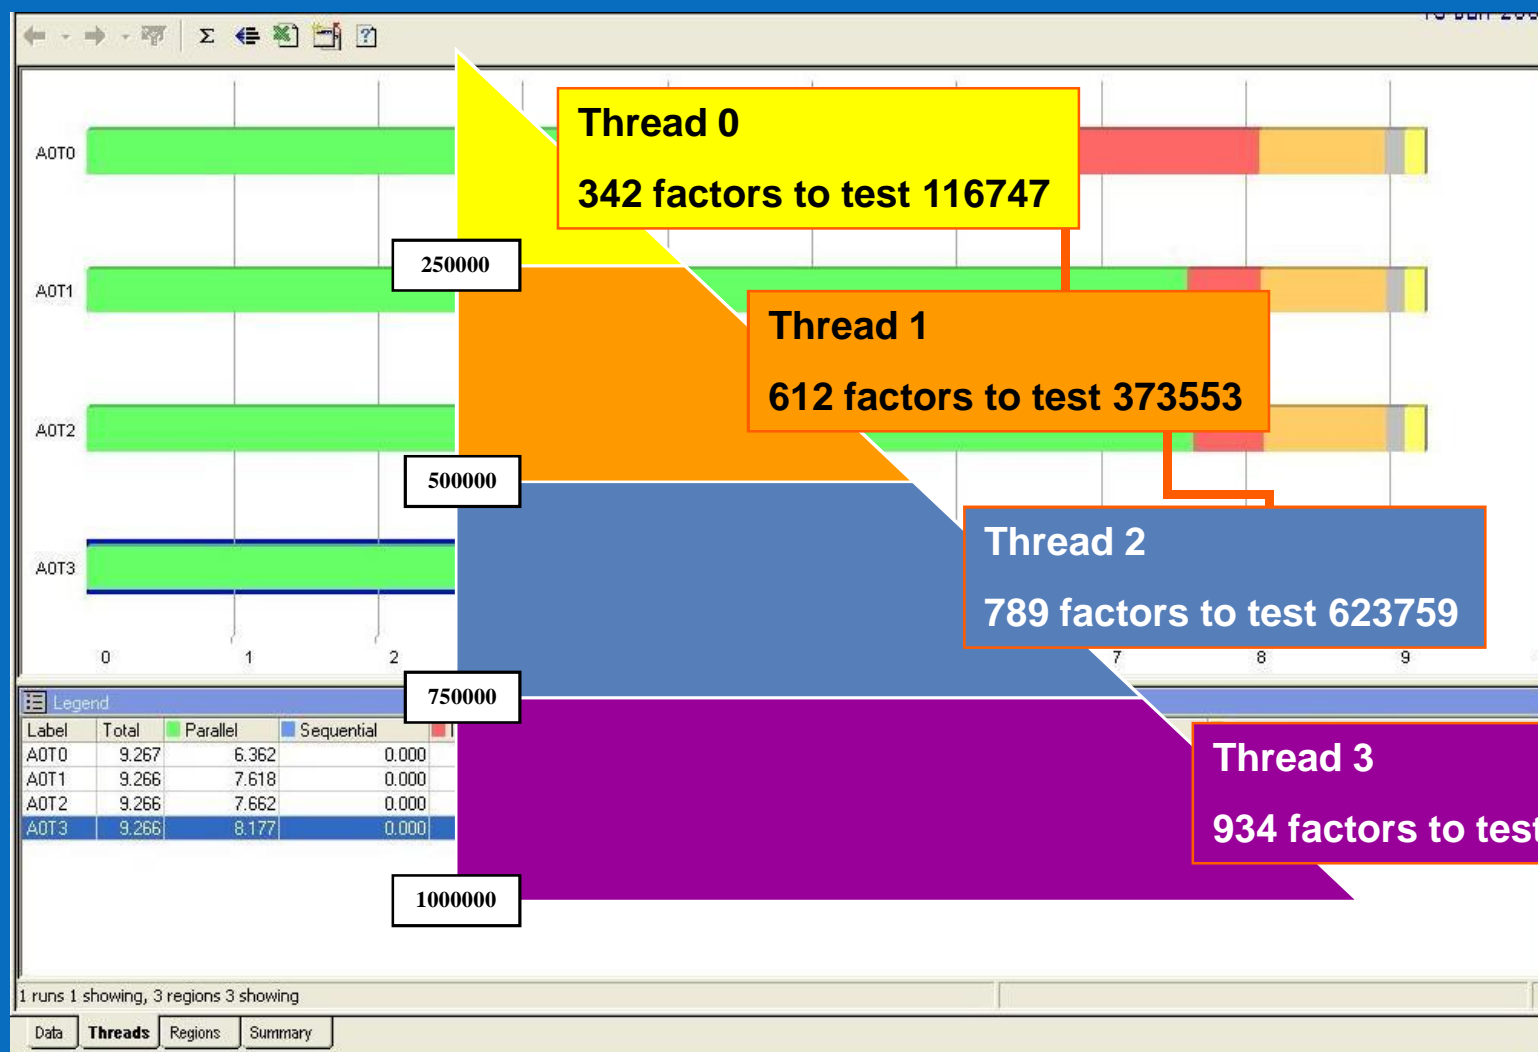 Thread 0
342 factors to test 116747
A0T0
250000
A0T1
Thread 1
612 factors to test 373553
A0T2
500000
Thread 2
789 factors to test 623759
A0T3
0 1 2 7 8 9
Legend
750000
Label Total Parallel Sequential
A0T0 9.267 6.362 0.000
A0T1 9.266 7.618 0.000
A0T2 9.266 7.662 0.000
A0T3 9.266 8.177 0.000
Thread 3
934 factors to test
1000000
1 runs 1 showing, 3 regions 3 showing
Data Threads Regions Summary